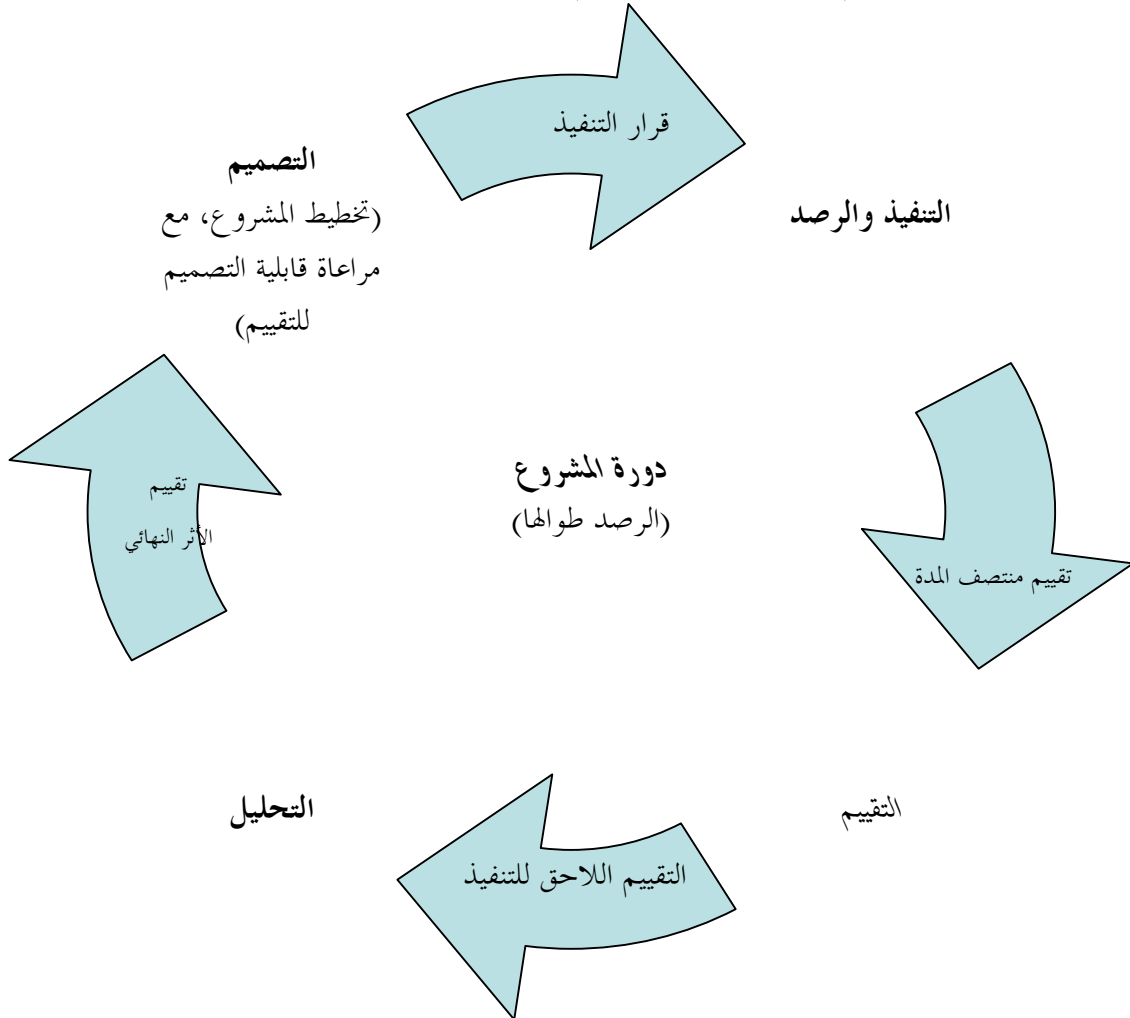 قرار التنفيذ
التصميم
(تخطيط المشروع، مع
مراعاة قابلية التصميم
للتقييم)
التنفيذ والرصد
دورة المشروع
(الرصد طوالها)
تقييم
الأثر النهائي
تقييم منتصف المدة
التحليل
التقييم
التقييم اللاحق للتنفيذ